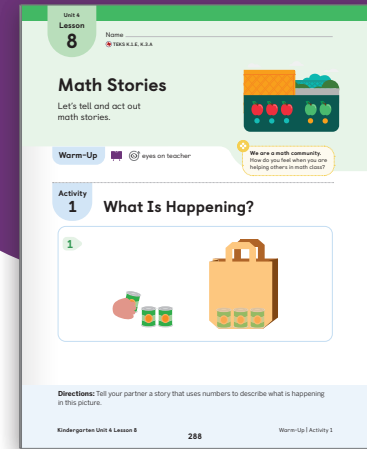 Unit 4
Lesson
8
Name
TEKS K.1.E, K.3.A
Math Stories
Let's tell and act out
math stories.
Warm-Up
eyes on teacher
We are a math community.
How do you feel when you are
helping others in math class?
Activity
1
What Is Happening?
1
Directions: Tell your partner a story that uses numbers to describe what is happening
in this picture.
Kindergarten Unit 4 Lesson 8
288
Warm-Up | Activity 1